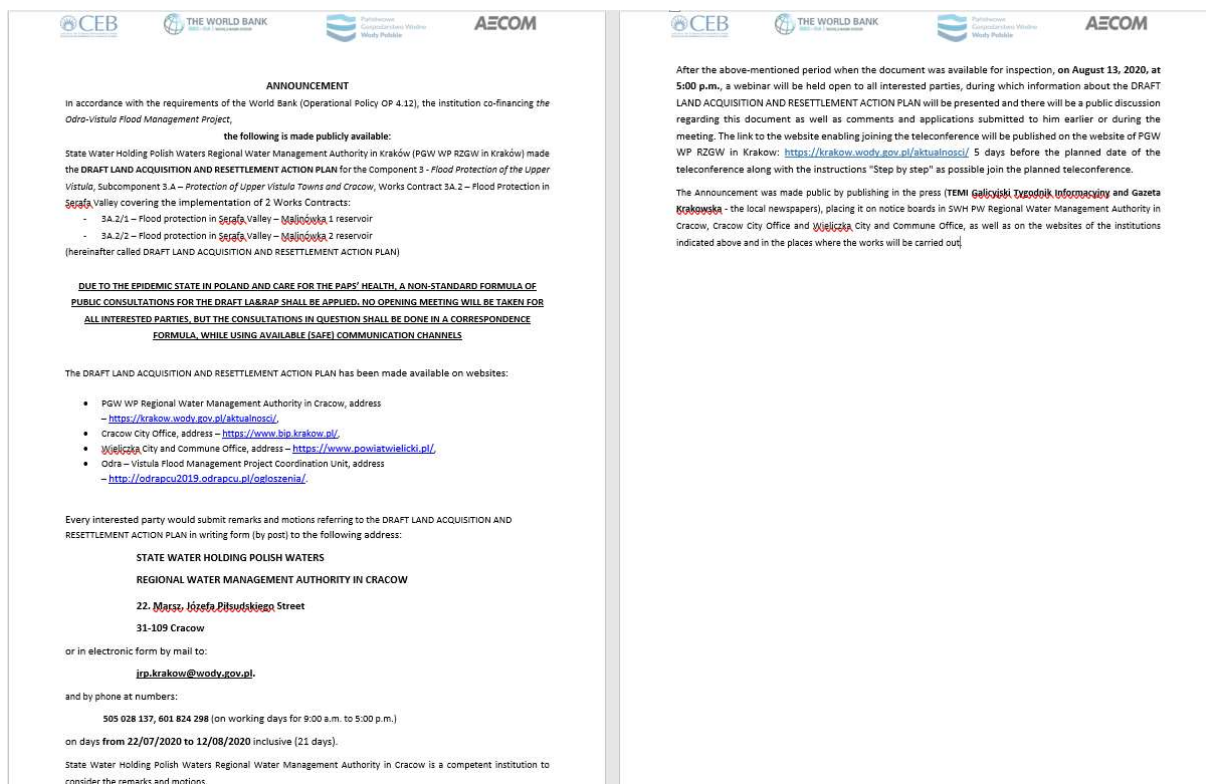 CEB
THE WORLD BANK
IBRD • IDA | WORLD BANK GROUP
Państwowe
Gospodarstwo Wodne
Wody Polskie
AECOM
ANNOUNCEMENT
In accordance with the requirements of the World Bank (Operational Policy OP 4.12), the institution co-financing the
Odra-Vistula Flood Management Project,
the following is made publicly available:
State Water Holding Polish Waters Regional Water Management Authority in Kraków (PGW WP RZGW in Kraków) made
the DRAFT LAND ACQUISITION AND RESETTLEMENT ACTION PLAN for the Component 3 - Flood Protection of the Upper
Vistula, Subcomponent 3.A – Protection of Upper Vistula Towns and Cracow, Works Contract 3A.2 – Flood Protection in
Serafa Valley covering the implementation of 2 Works Contracts:
- 3A.2/1 – Flood protection in Serafa Valley – Malinówka 1 reservoir
- 3A.2/2 – Flood protection in Serafa Valley – Malinówka 2 reservoir
(hereinafter called DRAFT LAND ACQUISITION AND RESETTLEMENT ACTION PLAN)
DUE TO THE EPIDEMIC STATE IN POLAND AND CARE FOR THE PAPS' HEALTH, A NON-STANDARD FORMULA OF
PUBLIC CONSULTATIONS FOR THE DRAFT LA&RAP SHALL BE APPLIED. NO OPENING MEETING WILL BE TAKEN FOR
ALL INTERESTED PARTIES, BUT THE CONSULTATIONS IN QUESTION SHALL BE DONE IN A CORRESPONDENCE
FORMULA, WHILE USING AVAILABLE (SAFE) COMMUNICATION CHANNELS
The DRAFT LAND ACQUISITION AND RESETTLEMENT ACTION PLAN has been made available on websites:
• PGW WP Regional Water Management Authority in Cracow, address
– https://krakow.wody.gov.pl/aktualnosci/,
• Cracow City Office, address – https://www.bip.krakow.pl/,
• Wieliczka City and Commune Office, address – https://www.powiatwielicki.pl/,
• Odra – Vistula Flood Management Project Coordination Unit, address
– http://odrapcu2019.odrapcu.pl/ogloszenia/.
Every interested party would submit remarks and motions referring to the DRAFT LAND ACQUISITION AND
RESETTLEMENT ACTION PLAN in writing form (by post) to the following address:
STATE WATER HOLDING POLISH WATERS
REGIONAL WATER MANAGEMENT AUTHORITY IN CRACOW
22. Marsz. Józefa Piłsudskiego Street
31-109 Cracow
or in electronic form by mail to:
jrp.krakow@wody.gov.pl.
and by phone at numbers:
505 028 137, 601 824 298 (on working days for 9:00 a.m. to 5:00 p.m.)
on days from 22/07/2020 to 12/08/2020 inclusive (21 days).
State Water Holding Polish Waters Regional Water Management Authority in Cracow is a competent institution to
consider the remarks and motions.
CEB
THE WORLD BANK
IBRD • IDA | WORLD BANK GROUP
Państwowe
Gospodarstwo Wodne
Wody Polskie
AECOM
After the above-mentioned period when the document was available for inspection, on August 13, 2020, at
5:00 p.m., a webinar will be held open to all interested parties, during which information about the DRAFT
LAND ACQUISITION AND RESETTLEMENT ACTION PLAN will be presented and there will be a public discussion
regarding this document as well as comments and applications submitted to him earlier or during the
meeting. The link to the website enabling joining the teleconference will be published on the website of PGW
WP RZGW in Krakow: https://krakow.wody.gov.pl/aktualnosci/ 5 days before the planned date of the
teleconference along with the instructions "Step by step" as possible join the planned teleconference.
The Announcement was made public by publishing in the press (TEMI Galicyjski Tygodnik Informacyjny and Gazeta
Krakowska - the local newspapers), placing it on notice boards in SWH PW Regional Water Management Authority in
Cracow, Cracow City Office and Wieliczka City and Commune Office, as well as on the websites of the institutions
indicated above and in the places where the works will be carried out